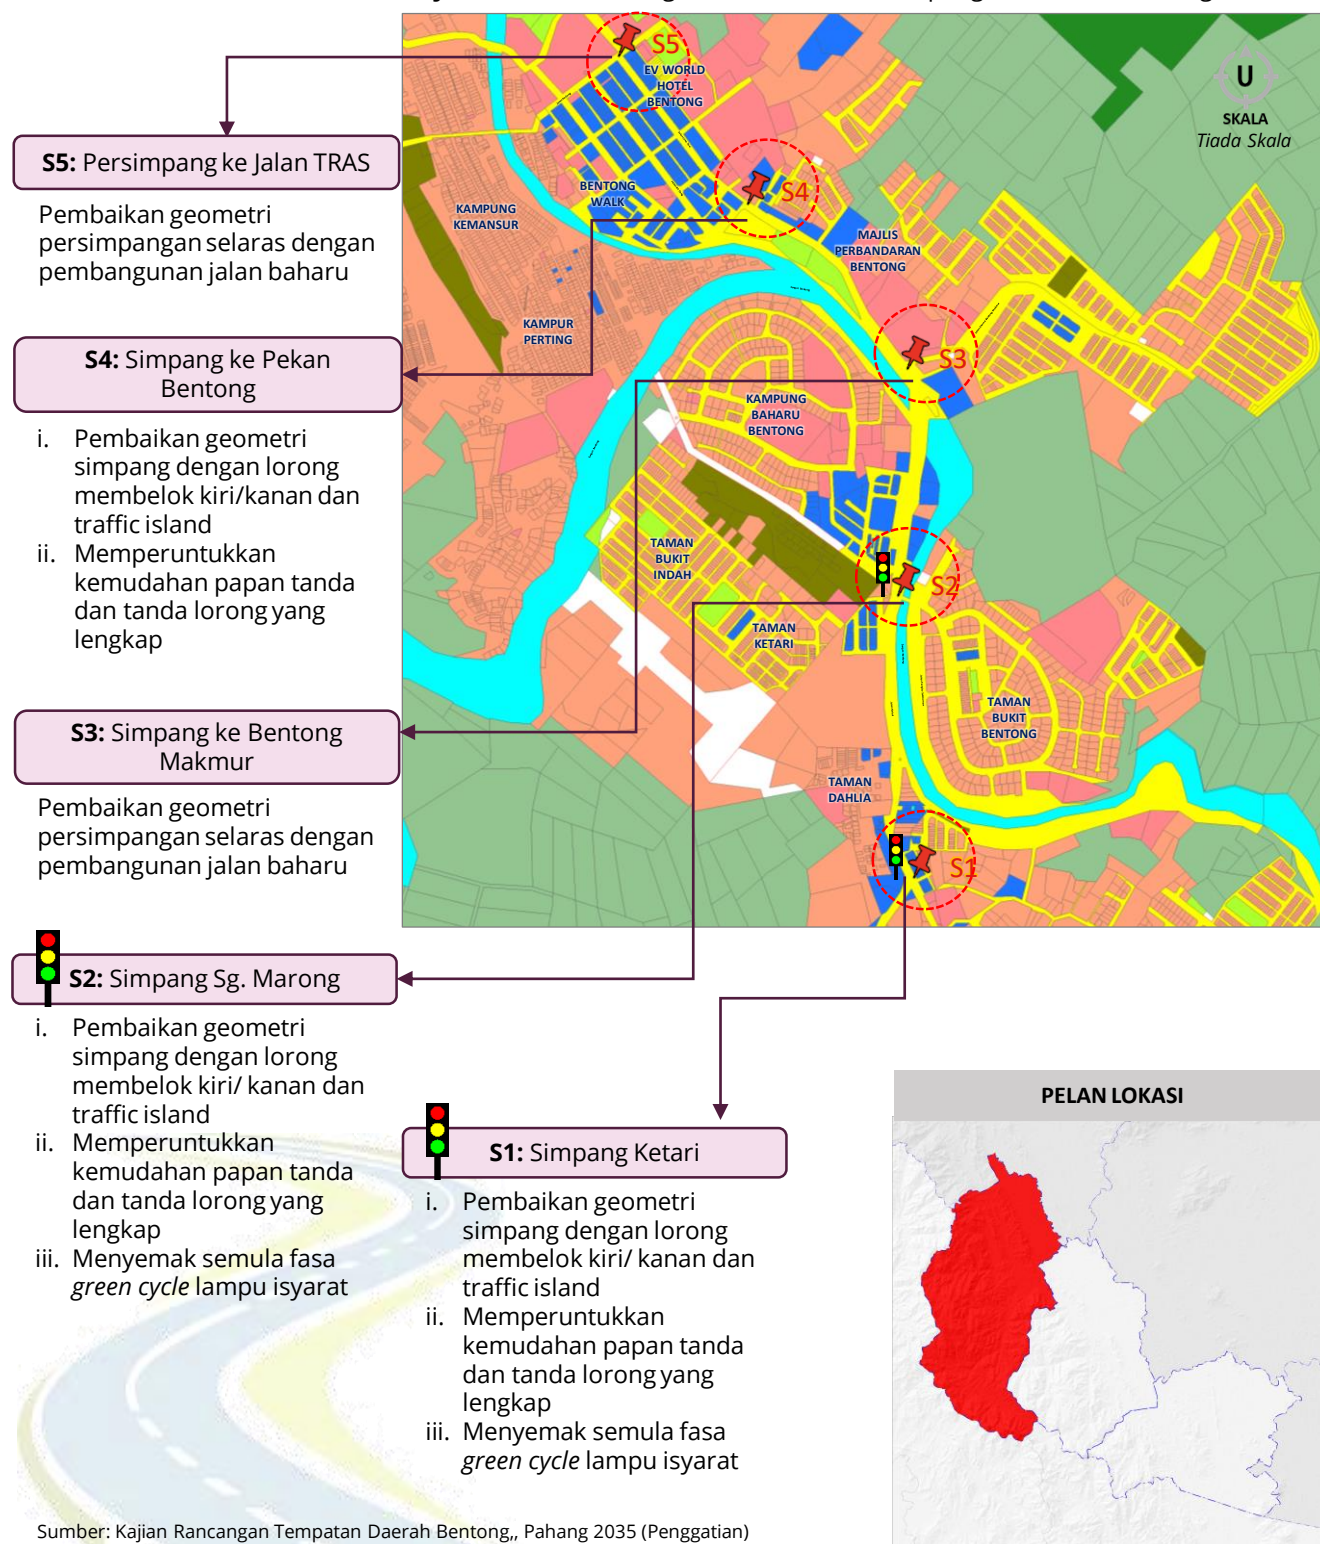 S5: Persimpang ke Jalan TRAS
Pembaikan geometri
persimpangan selaras dengan
pembangunan jalan baharu
S4: Simpang ke Pekan
Bentong
i. Pembaikan geometri
simpang dengan lorong
membelok kiri/kanan dan
traffic island
ii. Memperuntukkan
kemudahan papan tanda
dan tanda lorong yang
lengkap
S3: Simpang ke Bentong
Makmur
Pembaikan geometri
persimpangan selaras dengan
pembangunan jalan baharu
S2: Simpang Sg. Marong
i. Pembaikan geometri
simpang dengan lorong
membelok kiri/ kanan dan
traffic island
ii. Memperuntukkan
kemudahan papan tanda
dan tanda lorong yang
lengkap
iii. Menyemak semula fasa
green cycle lampu isyarat
S1: Simpang Ketari
i. Pembaikan geometri
simpang dengan lorong
membelok kiri/ kanan dan
traffic island
ii. Memperuntukkan
kemudahan papan tanda
dan tanda lorong yang
lengkap
iii. Menyemak semula fasa
green cycle lampu isyarat
S5
EV WORLD
HOTEL
BENTONG
U
SKALA
Tiada Skala
S4
BENTONG
WALK
KAMPUNG
KEMANSUR
MAJLIS
PERBANDARAN
BENTONG
KAMPUR
PERTING
S3
KAMPUNG
BAHARU
BENTONG
TAMAN
BUKIT
INDAH
S2
TAMAN
KETARI
TAMAN
BUKIT
BENTONG
TAMAN
DAHLIA
S1
PELAN LOKASI
Sumber: Kajian Rancangan Tempatan Daerah Bentong,, Pahang 2035 (Penggatian)